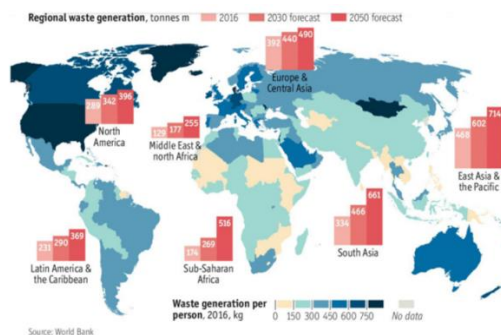 Regional waste generation, tonnes m 2016 2030 forecast 2050 forecast
392 440 490
Europe &
Central Asia
289 342 396
North
America
129 177 255
Middle East &
north Africa
468 602 714
East Asia &
the Pacific
231 290 369
Latin America &
the Caribbean
174 269 516
Sub-Saharan
Africa
334 466 661
South Asia
Waste generation per
person, 2016, kg
0 150 300 450 600 750
No data
Source: World Bank